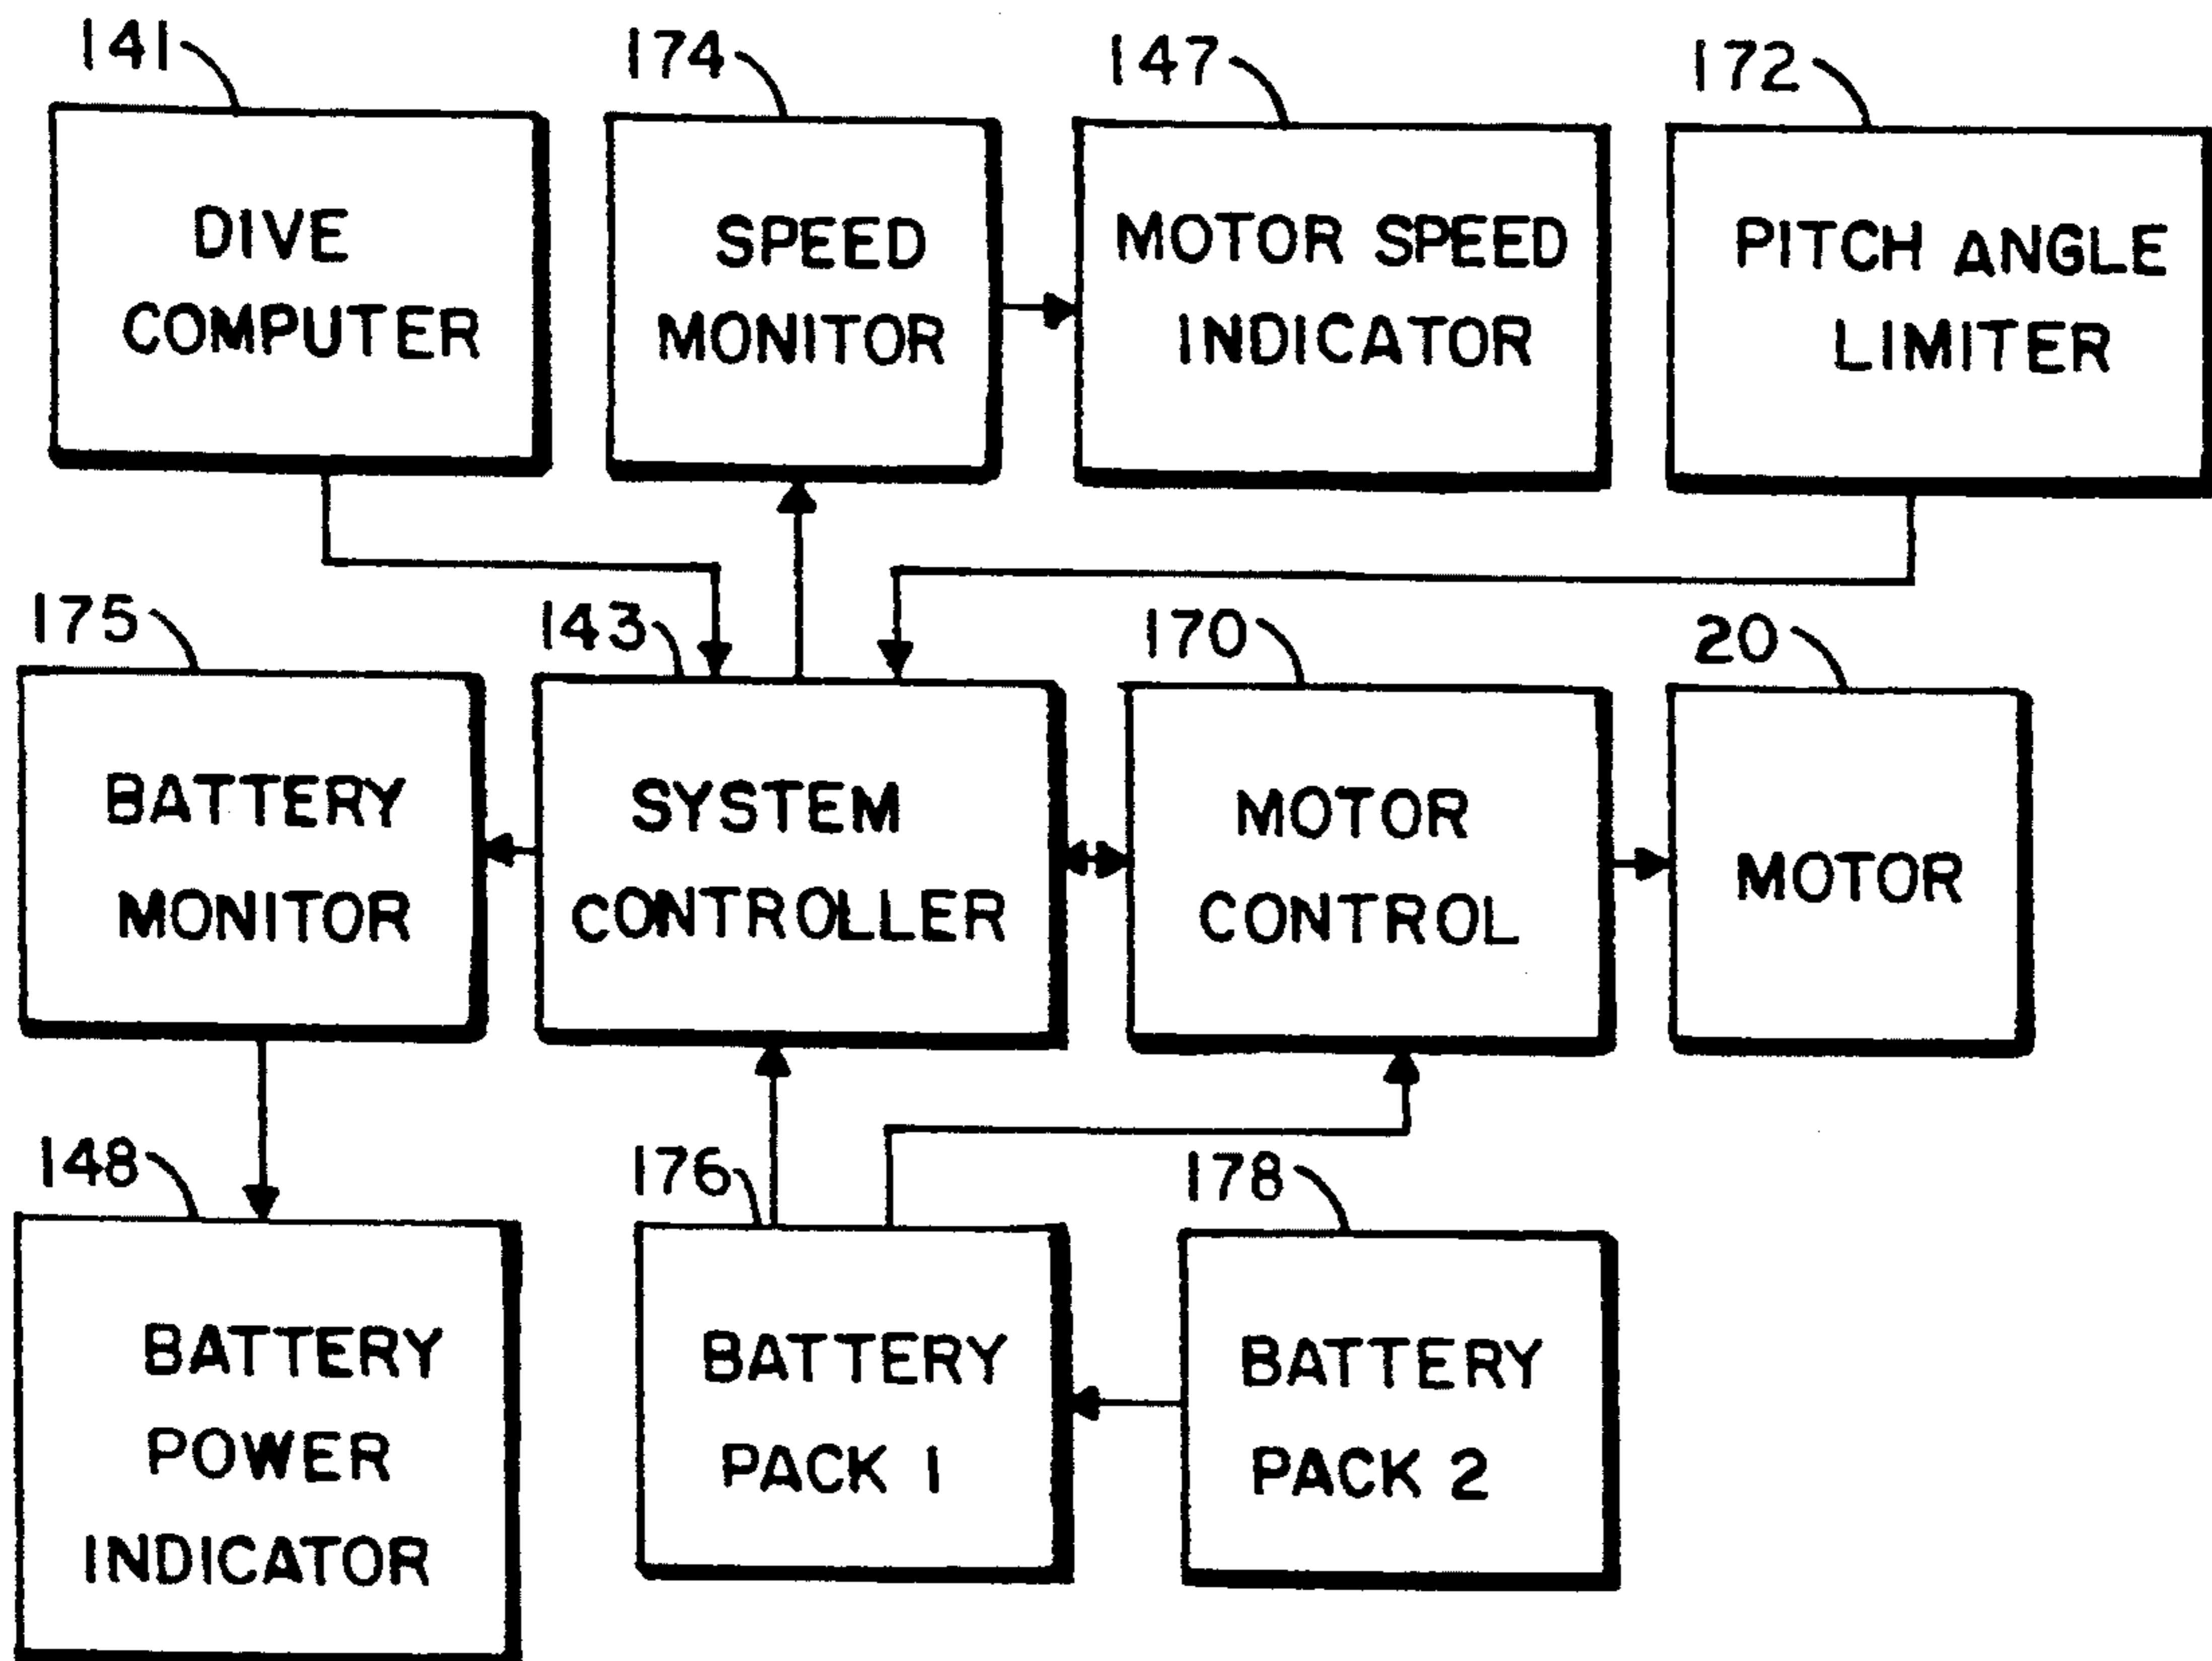 141
174
147
172
DIVE
COMPUTER
SPEED
MONITOR
MOTOR SPEED
INDICATOR
PITCH ANGLE
LIMITER
175
143
170
20
BATTERY
MONITOR
SYSTEM
CONTROLLER
MOTOR
CONTROL
MOTOR
148
176
178
BATTERY
POWER
INDICATOR
BATTERY
PACK 1
BATTERY
PACK 2